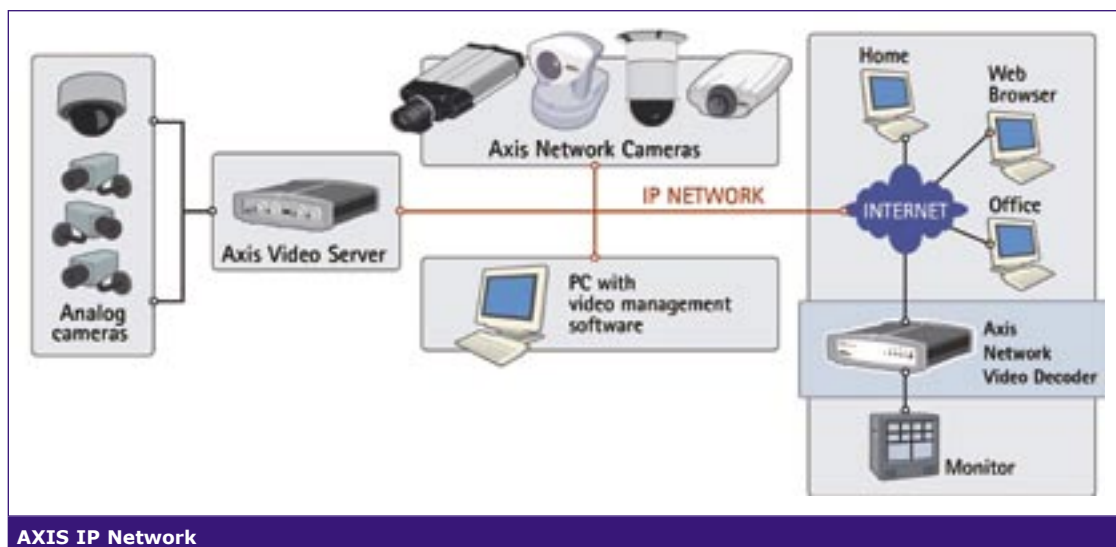 Analog
cameras
Axis Video Server
Axis Network Cameras
IP NETWORK
PC with
video management
software
Home
Web
Browser
INTERNET
Office
Axis
Network
Video Decoder
Monitor
AXIS IP Network